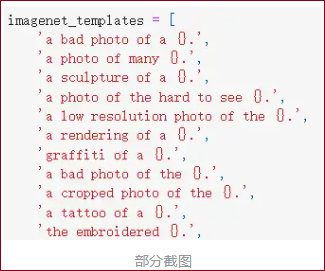 imagenet_templates = [
'a bad photo of a {}.',
'a photo of many {}.',
'a sculpture of a {}.',
'a photo of the hard to see {}.',
'a low resolution photo of the {}.',
'a rendering of a {}.',
'graffiti of a {}.',
'a bad photo of the {}.',
'a cropped photo of the {}.',
'a tattoo of a {}.',
'the embroidered {}.',
部分截图